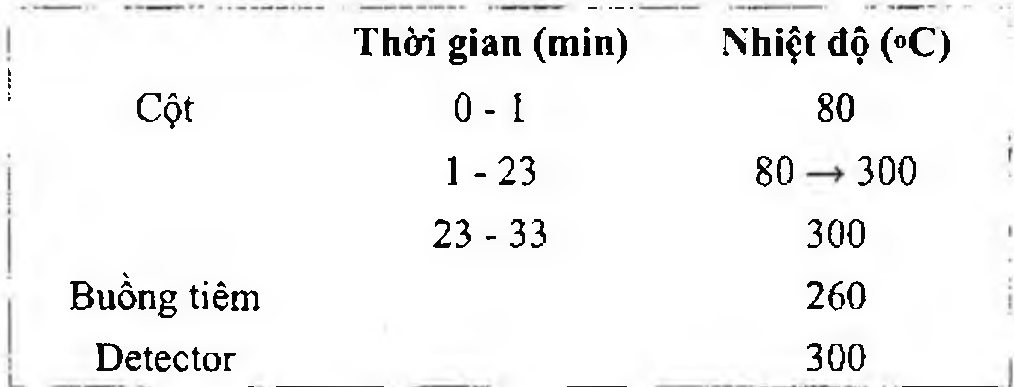 Thời gian (min) Nhiệt độ (°C)
Cột 0 - 1 80
1 - 23 80 → 300
23 - 33 300
Buồng tiêm 260
Detector 300